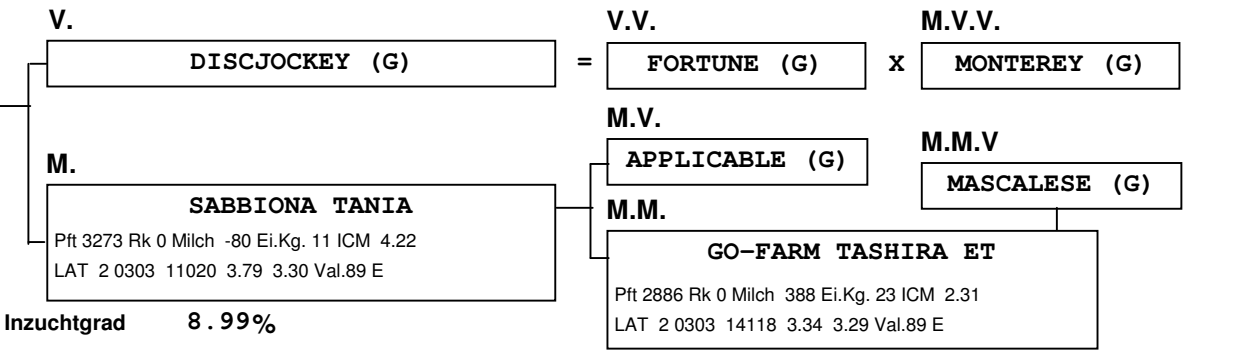 V.
V.V.
M.V.V.
DISCJOCKEY (G)
=
FORTUNE (G)
X
MONTEREY (G)
M.V.
APPLICABLE (G)
M.M.V
MASCALESE (G)
M.
SABBIONA TANIA
Pft 3273 Rk 0 Milch -80 Ei.Kg. 11 ICM 4.22
LAT 2 0303 11020 3.79 3.30 Val.89 E
M.M.
GO-FARM TASHIRA ET
Pft 2886 Rk 0 Milch 388 Ei.Kg. 23 ICM 2.31
LAT 2 0303 14118 3.34 3.29 Val.89 E
Inzuchtgrad 8.99%